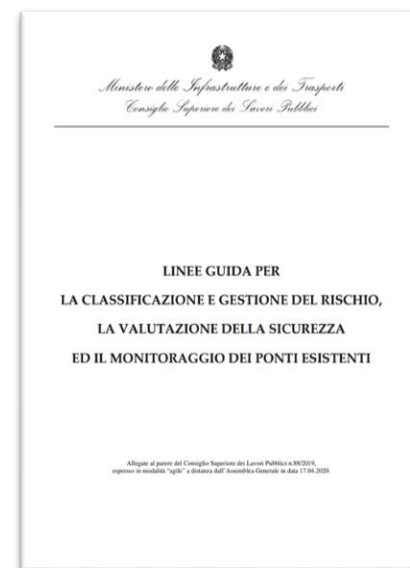 Ministero delle Infrastrutture e dei Trasporti
Consiglio Superiore dei Lavori Pubblici
LINEE GUIDA PER
LA CLASSIFICAZIONE E GESTIONE DEL RISCHIO,
LA VALUTAZIONE DELLA SICUREZZA
ED IL MONITORAGGIO DEI PONTI ESISTENTI
Allegate al parere del Consiglio Superiore dei Lavori Pubblici n.88/2019,
espresso in modalità "agile" a distanza dall'Assemblea Generale in data 17.04.2020.